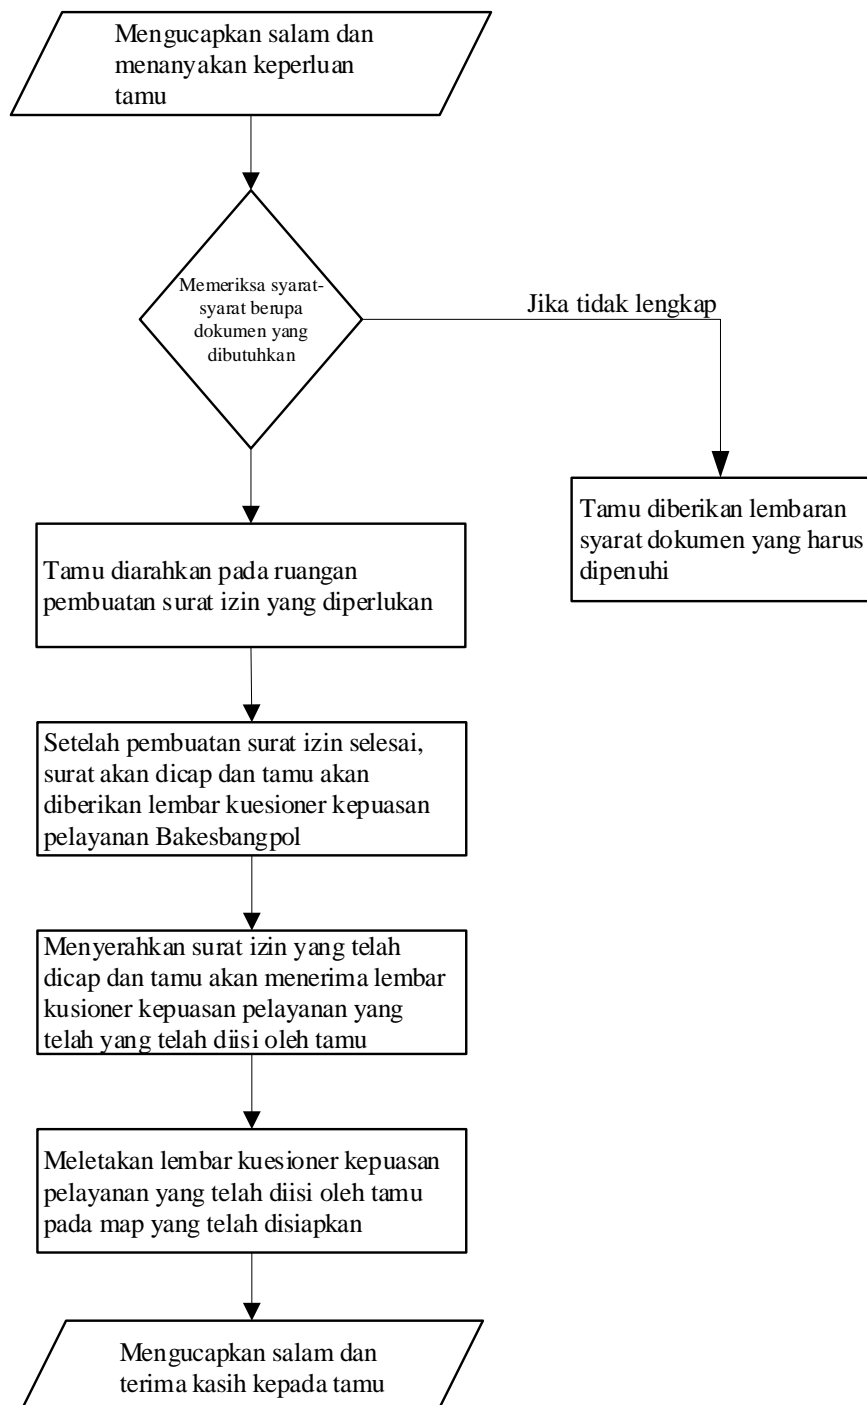 Mengucapkan salam dan
menanyakan keperluan
tamu
Memeriksa syarat-
syarat berupa
dokumen yang
dibutuhkan
Jika tidak lengkap
Tamu diberikan lembaran
syarat dokumen yang harus
dipenuhi
Tamu diarahkan pada ruangan
pembuatan surat izin yang diperlukan
Setelah pembuatan surat izin selesai,
surat akan dicap dan tamu akan
diberikan lembar kuesioner kepuasan
pelayanan Bakesbangpol
Menyerahkan surat izin yang telah
dicap dan tamu akan menerima lembar
kusioner kepuasan pelayanan yang
telah yang telah diisi oleh tamu
Meletakan lembar kuesioner kepuasan
pelayanan yang telah diisi oleh tamu
pada map yang telah disiapkan
Mengucapkan salam dan
terima kasih kepada tamu